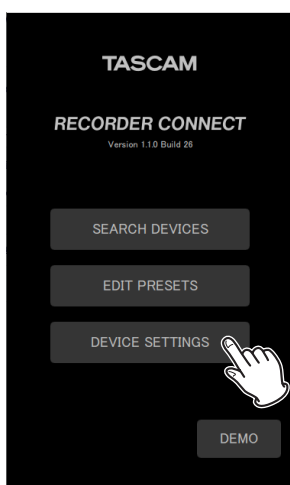 TASCAM
RECORDER CONNECT
Version 1.1.0 Build 26
SEARCH DEVICES
EDIT PRESETS
DEVICE SETTINGS
DEMO